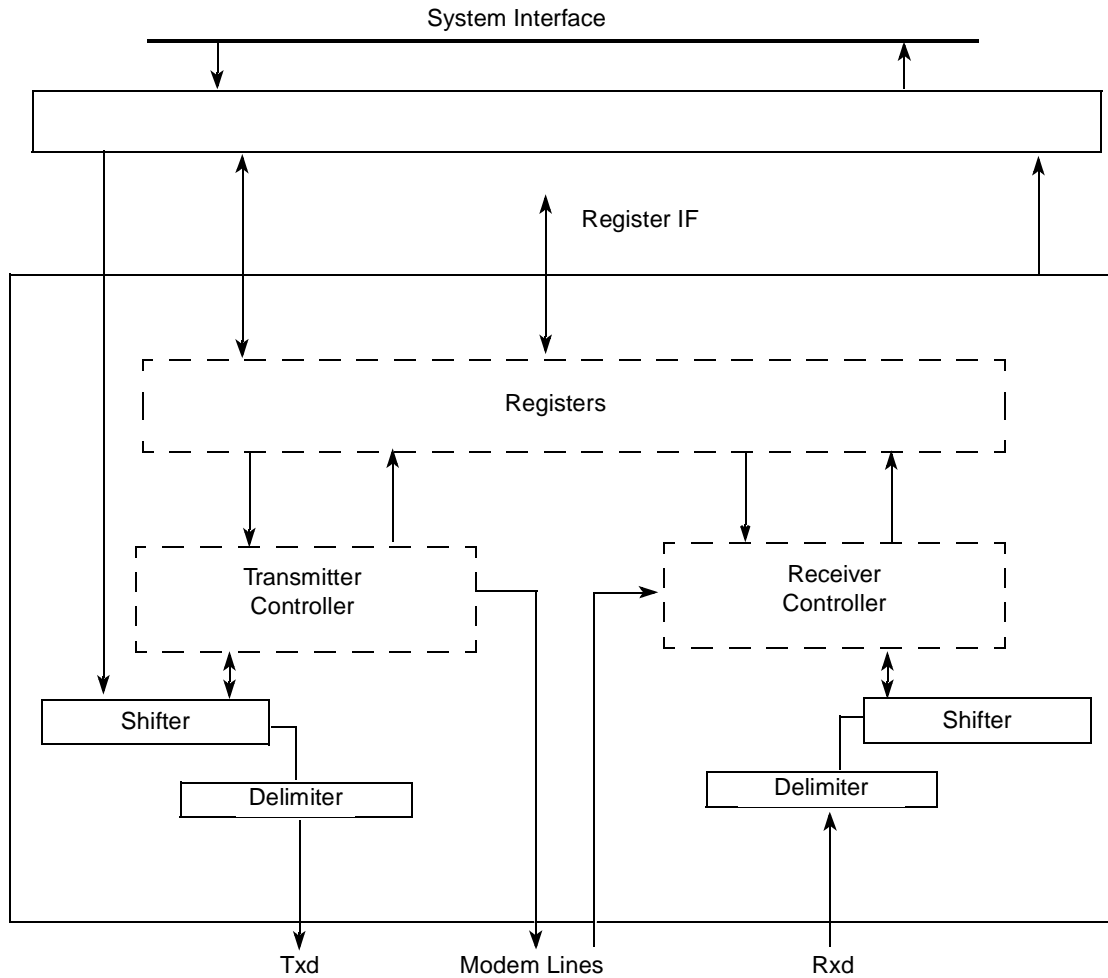 System Interface
Register IF
Registers
Transmitter
Controller
Receiver
Controller
Shifter
Shifter
Delimiter
Delimiter
Txd
Modem Lines
Rxd